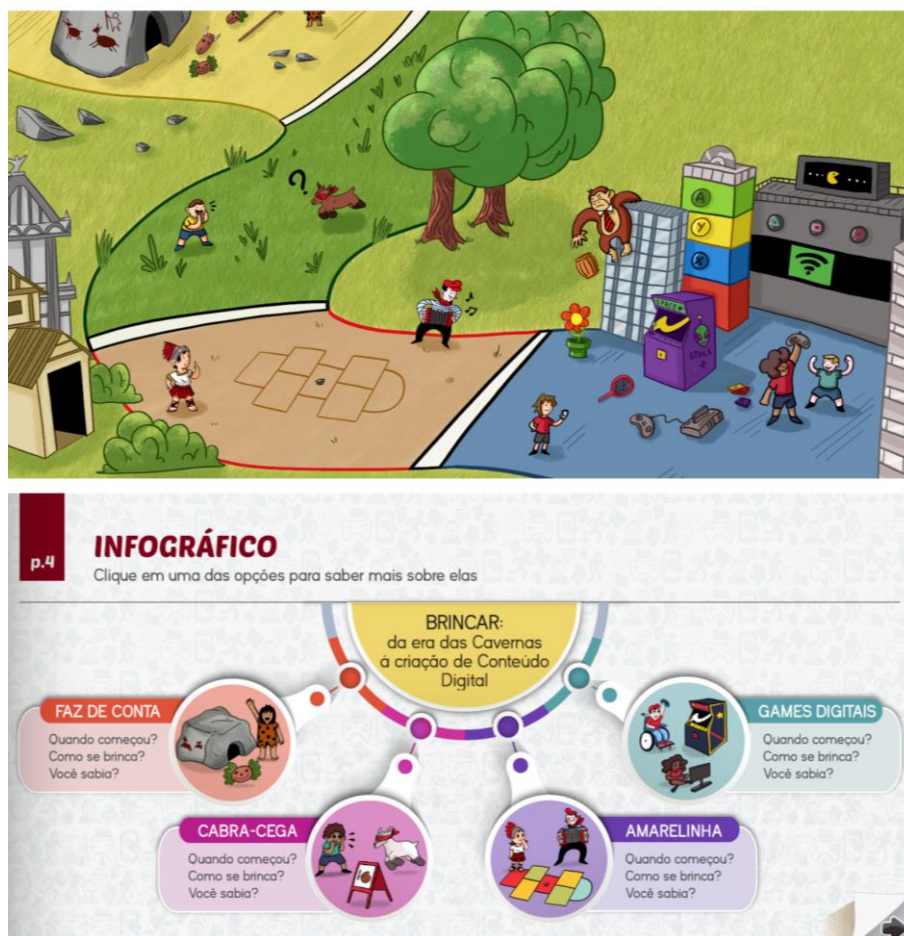 ?
A
Y
X
SPACE
p.4
INFOGRÁFICO
Clique em uma das opções para saber mais sobre elas
BRINCAR:
da era das Cavernas
à criação de Conteúdo
Digital
FAZ DE CONTA
Quando começou?
Como se brinca?
Você sabia?
GAMES DIGITAIS
Quando começou?
Como se brinca?
Você sabia?
CABRA-CEGA
Quando começou?
Como se brinca?
Você sabia?
AMARELINHA
Quando começou?
Como se brinca?
Você sabia?